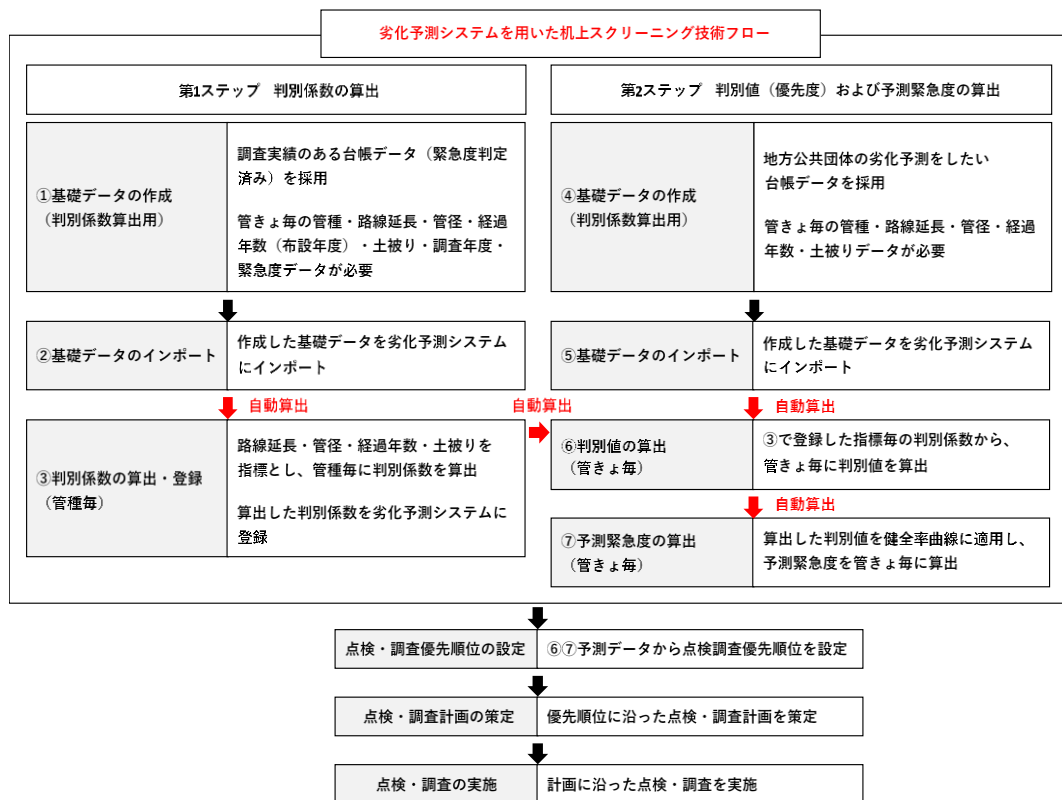 劣化予測システムを用いた机上スクリーニング技術フロー
第1ステップ 判別係数の算出
①基礎データの作成
(判別係数算出用)
調査実績のある台帳データ(緊急度判定
済み)を採用
管きょ毎の管種・路線延長・管径・経過
年数(布設年度)・土被り・調査年度・
緊急度データが必要
②基礎データのインポート
作成した基礎データを劣化予測システム
にインポート
自動算出
③判別係数の算出・登録
(管種毎)
路線延長・管径・経過年数・土被りを
指標とし、管種毎に判別係数を算出
算出した判別係数を劣化予測システムに
登録
自動算出
第2ステップ 判別値(優先度)および予測緊急度の算出
④基礎データの作成
(判別係数算出用)
地方公共団体の劣化予測をしたい
台帳データを採用
管きょ毎の管種・路線延長・管径・経過
年数・土被りデータが必要
⑤基礎データのインポート
作成した基礎データを劣化予測システム
にインポート
自動算出
⑥判別値の算出
(管きょ毎)
③で登録した指標毎の判別係数から、
管きょ毎に判別値を算出
自動算出
⑦予測緊急度の算出
(管きょ毎)
算出した判別値を健全率曲線に適用し、
予測緊急度を管きょ毎に算出
点検・調査優先順位の設定
⑥⑦予測データから点検調査優先順位を設定
点検・調査計画の策定
優先順位に沿った点検・調査計画を策定
点検・調査の実施
計画に沿った点検・調査を実施